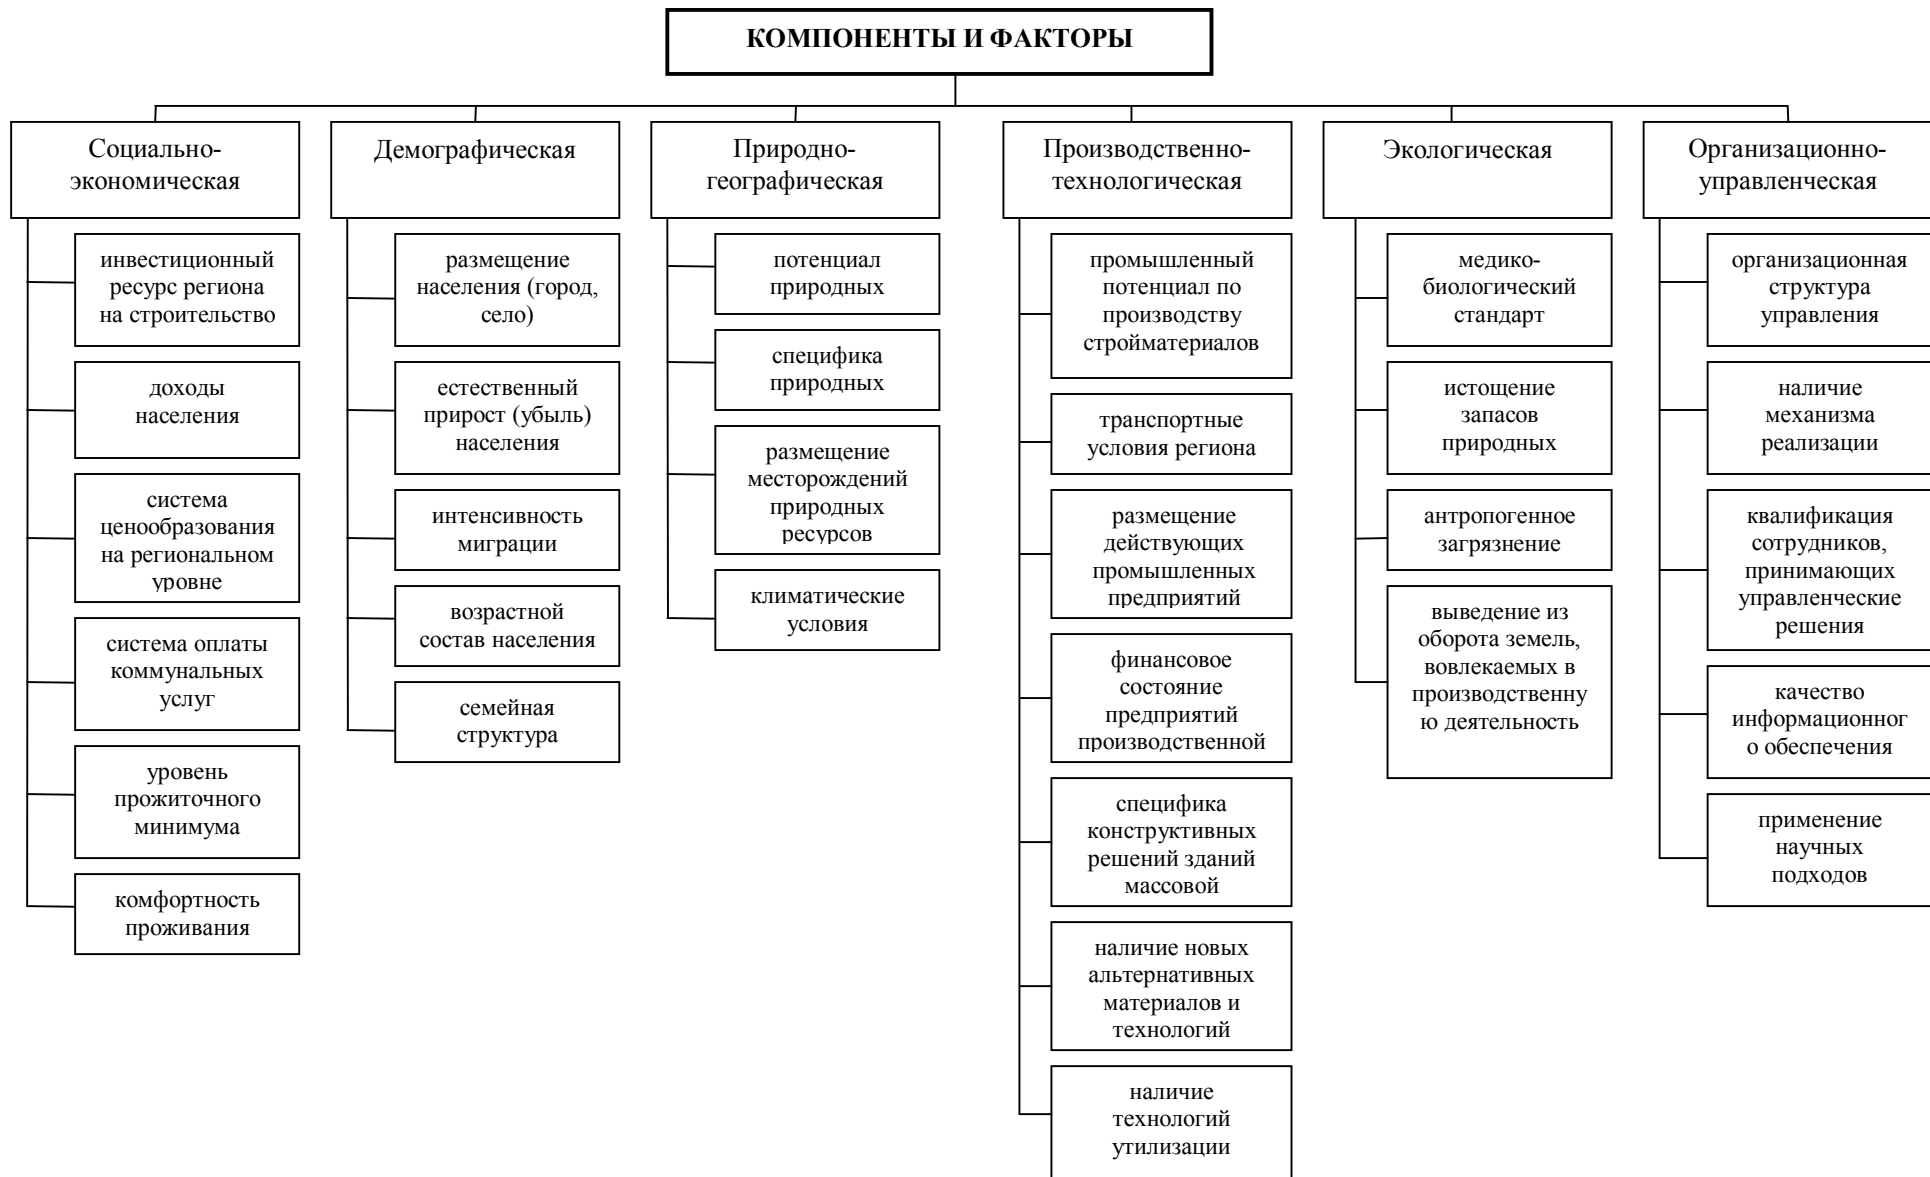 КОМПОНЕНТЫ И ФАКТОРЫ
Социально-
экономическая
инвестиционный
ресурс региона
на строительство
доходы
населения
система
ценообразования
на региональном
уровне
система оплаты
коммунальных
услуг
уровень
прожиточного
минимума
комфортность
проживания
Демографическая
размещение
населения (город,
село)
естественный
прирост (убыль)
населения
интенсивность
миграции
возрастной
состав населения
семейная
структура
Природно-
географическая
потенциал
природных
специфика
природных
размещение
месторождений
природных
ресурсов
климатические
условия
Производственно-
технологическая
промышленный
потенциал по
производству
стройматериалов
транспортные
условия региона
размещение
действующих
промышленных
предприятий
финансовое
состояние
предприятий
производственной
специфика
конструктивных
решений зданий
массовой
наличие новых
альтернативных
материалов и
технологий
наличие
технологий
утилизации
Экологическая
медико-
биологический
стандарт
истощение
запасов
природных
антропогенное
загрязнение
выведение из
оборота земель,
вовлекаемых в
производственну
ю деятельность
Организационно-
управленческая
организационная
структура
управления
наличие
механизма
реализации
квалификация
сотрудников,
принимающих
управленческие
решения
качество
информационног
о обеспечения
применение
научных
подходов